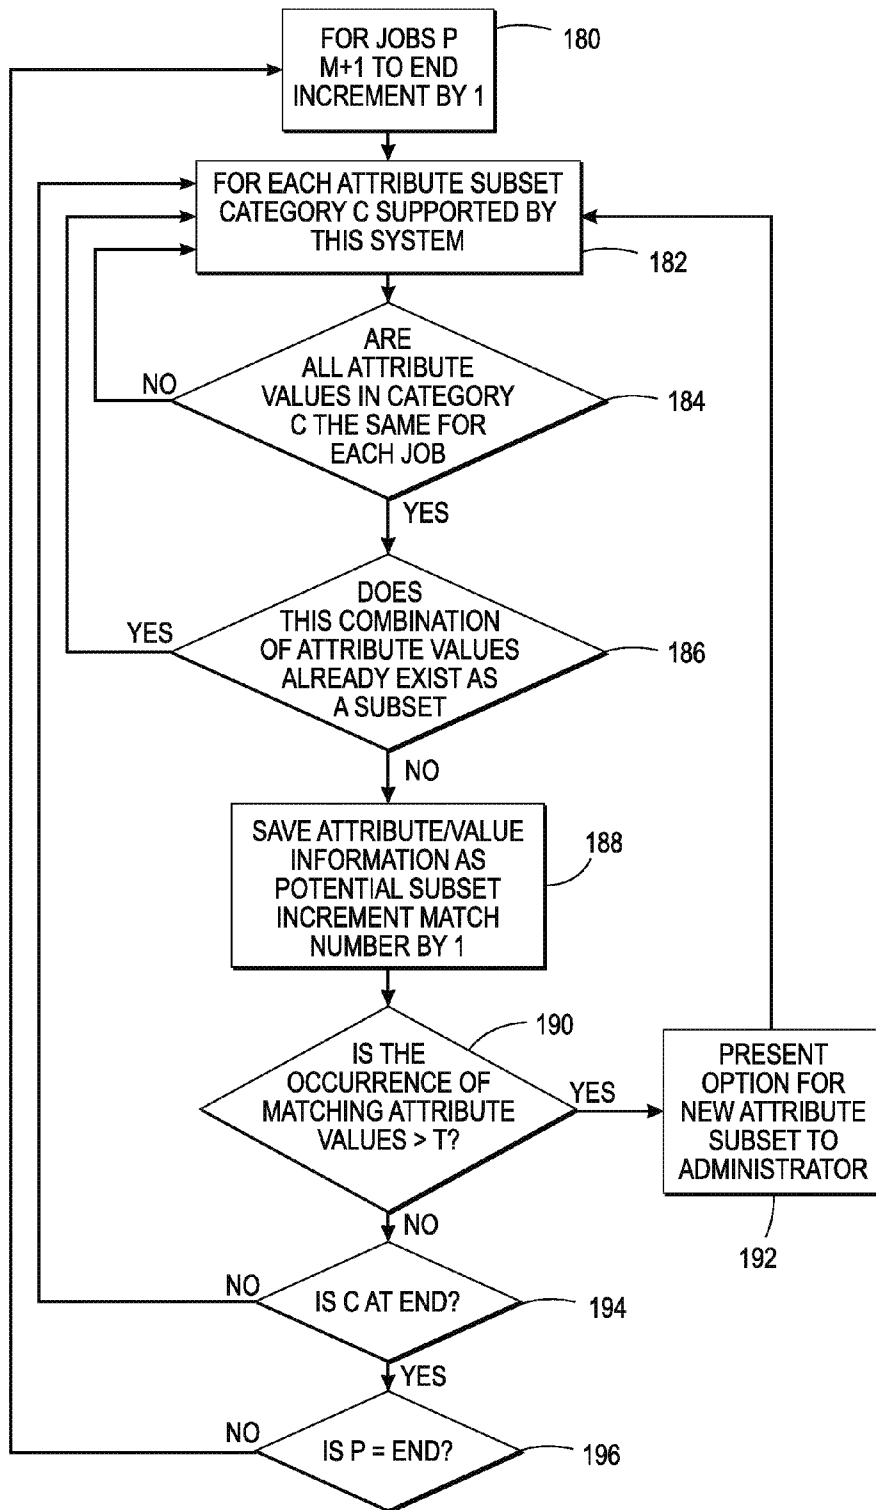 FOR JOBS P
M+1 TO END
INCREMENT BY 1
180
FOR EACH ATTRIBUTE SUBSET
CATEGORY C SUPPORTED BY
THIS SYSTEM
182
ARE
ALL ATTRIBUTE
VALUES IN CATEGORY
C THE SAME FOR
EACH JOB
NO
184
YES
DOES
THIS COMBINATION
OF ATTRIBUTE VALUES
ALREADY EXIST AS
A SUBSET
YES
186
NO
SAVE ATTRIBUTE/VALUE
INFORMATION AS
POTENTIAL SUBSET
INCREMENT MATCH
NUMBER BY 1
188
IS THE
OCCURRENCE OF
MATCHING ATTRIBUTE
VALUES > T?
190
YES
PRESENT
OPTION FOR
NEW ATTRIBUTE
SUBSET TO
ADMINISTRATOR
192
NO
IS C AT END?
NO
194
YES
IS P = END?
NO
196